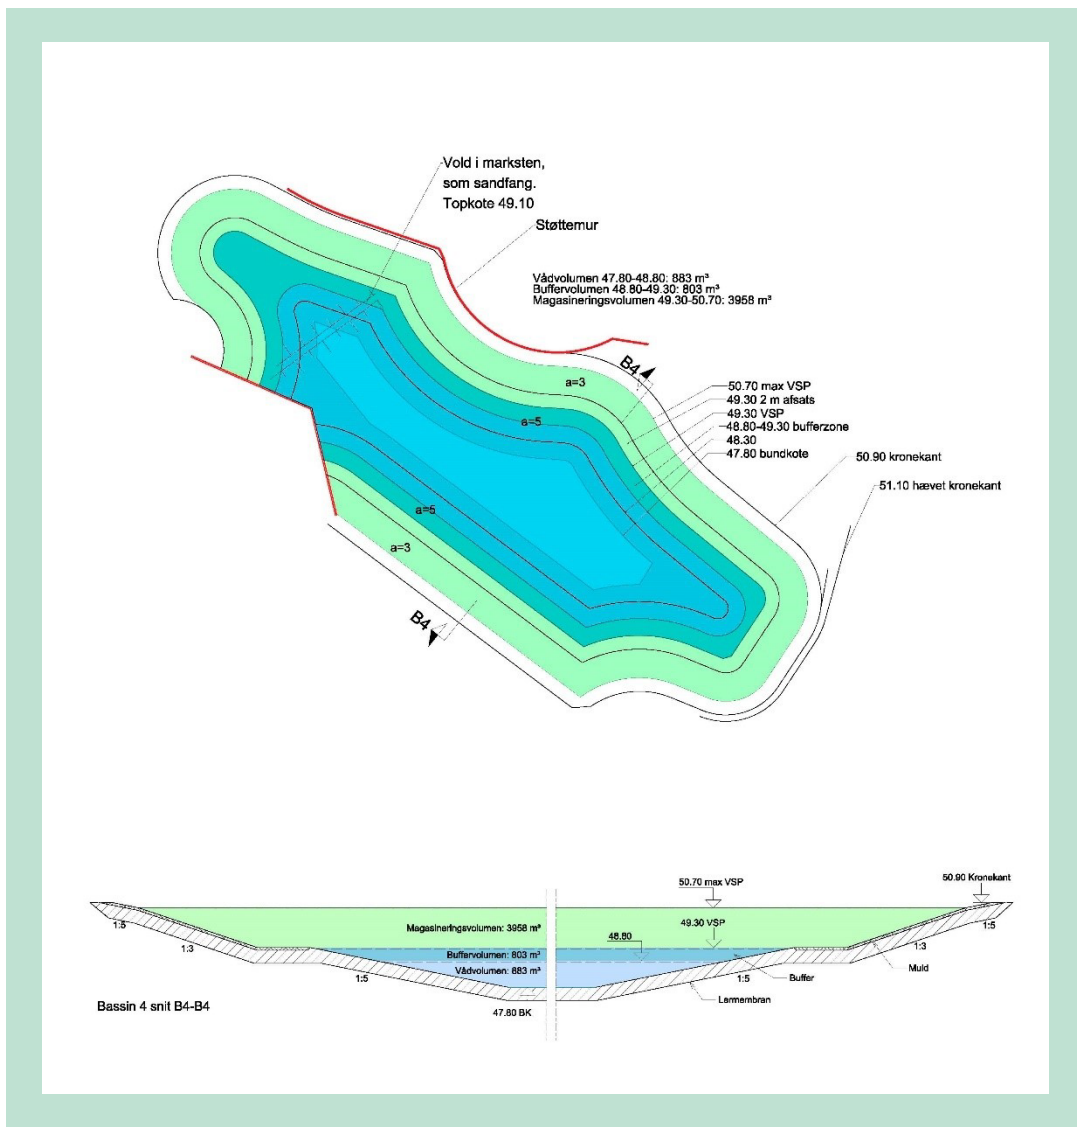 Vold i marksten,
som sandfang.
Topkote 49.10
Støttemur
Vådvolumen 47.80-48.80: 883 m³
Buffervolumen 48.80-49.30: 803 m³
Magasineringsvolumen 49.30-50.70: 3958 m³
B4
a=3
50.70 max VSP
49.30 2 m afsats
49.30 VSP
48.80-49.30 bufferzone
48.30
47.80 bundkote
a=5
50.90 kronekant
51.10 hævet kronekant
a=5
a=3
B4
50.70 max VSP
50.90 Kronekant
1:5
1:3
Magasineringsvolumen: 3958 m³
48.80
49.30 VSP
1:3
1:5
Buffervolumen: 803 m³
Vådvolumen: 883 m³
1:5
1:5
Buffer
Muld
Lermembran
47.80 BK
Bassin 4 snit B4-B4